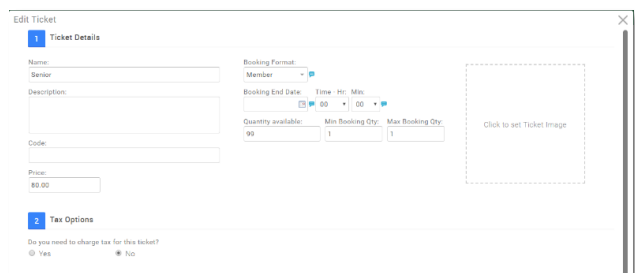 Edit Ticket
1 Ticket Details
Name:
Senior
Description:
Code:
Price:
80.00
Booking Format:
Member
Booking End Date: Time - Hr: Min:
00 00
Quantity available: Min Booking Qty: Max Booking Qty:
99 1 1
Click to set Ticket Image
2 Tax Options
Do you need to charge tax for this ticket?
Yes No